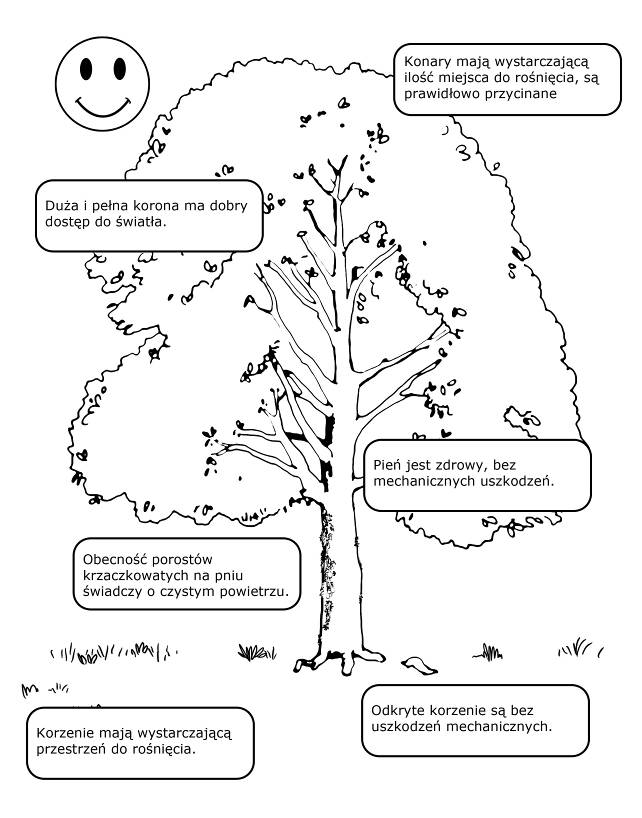 Konary mają wystarczającą
ilość miejsca do rośnięcia, są
prawidłowo przycinane
Duża i pełna korona ma dobry
dostęp do światła.
Pień jest zdrowy, bez
mechanicznych uszkodzeń.
Obecność porostów
krzaczkowatych na pniu
świadczy o czystym powietrzu.
Odkryte korzenie są bez
uszkodzeń mechanicznych.
Korzenie mają wystarczającą
przestrzeń do rośnięcia.